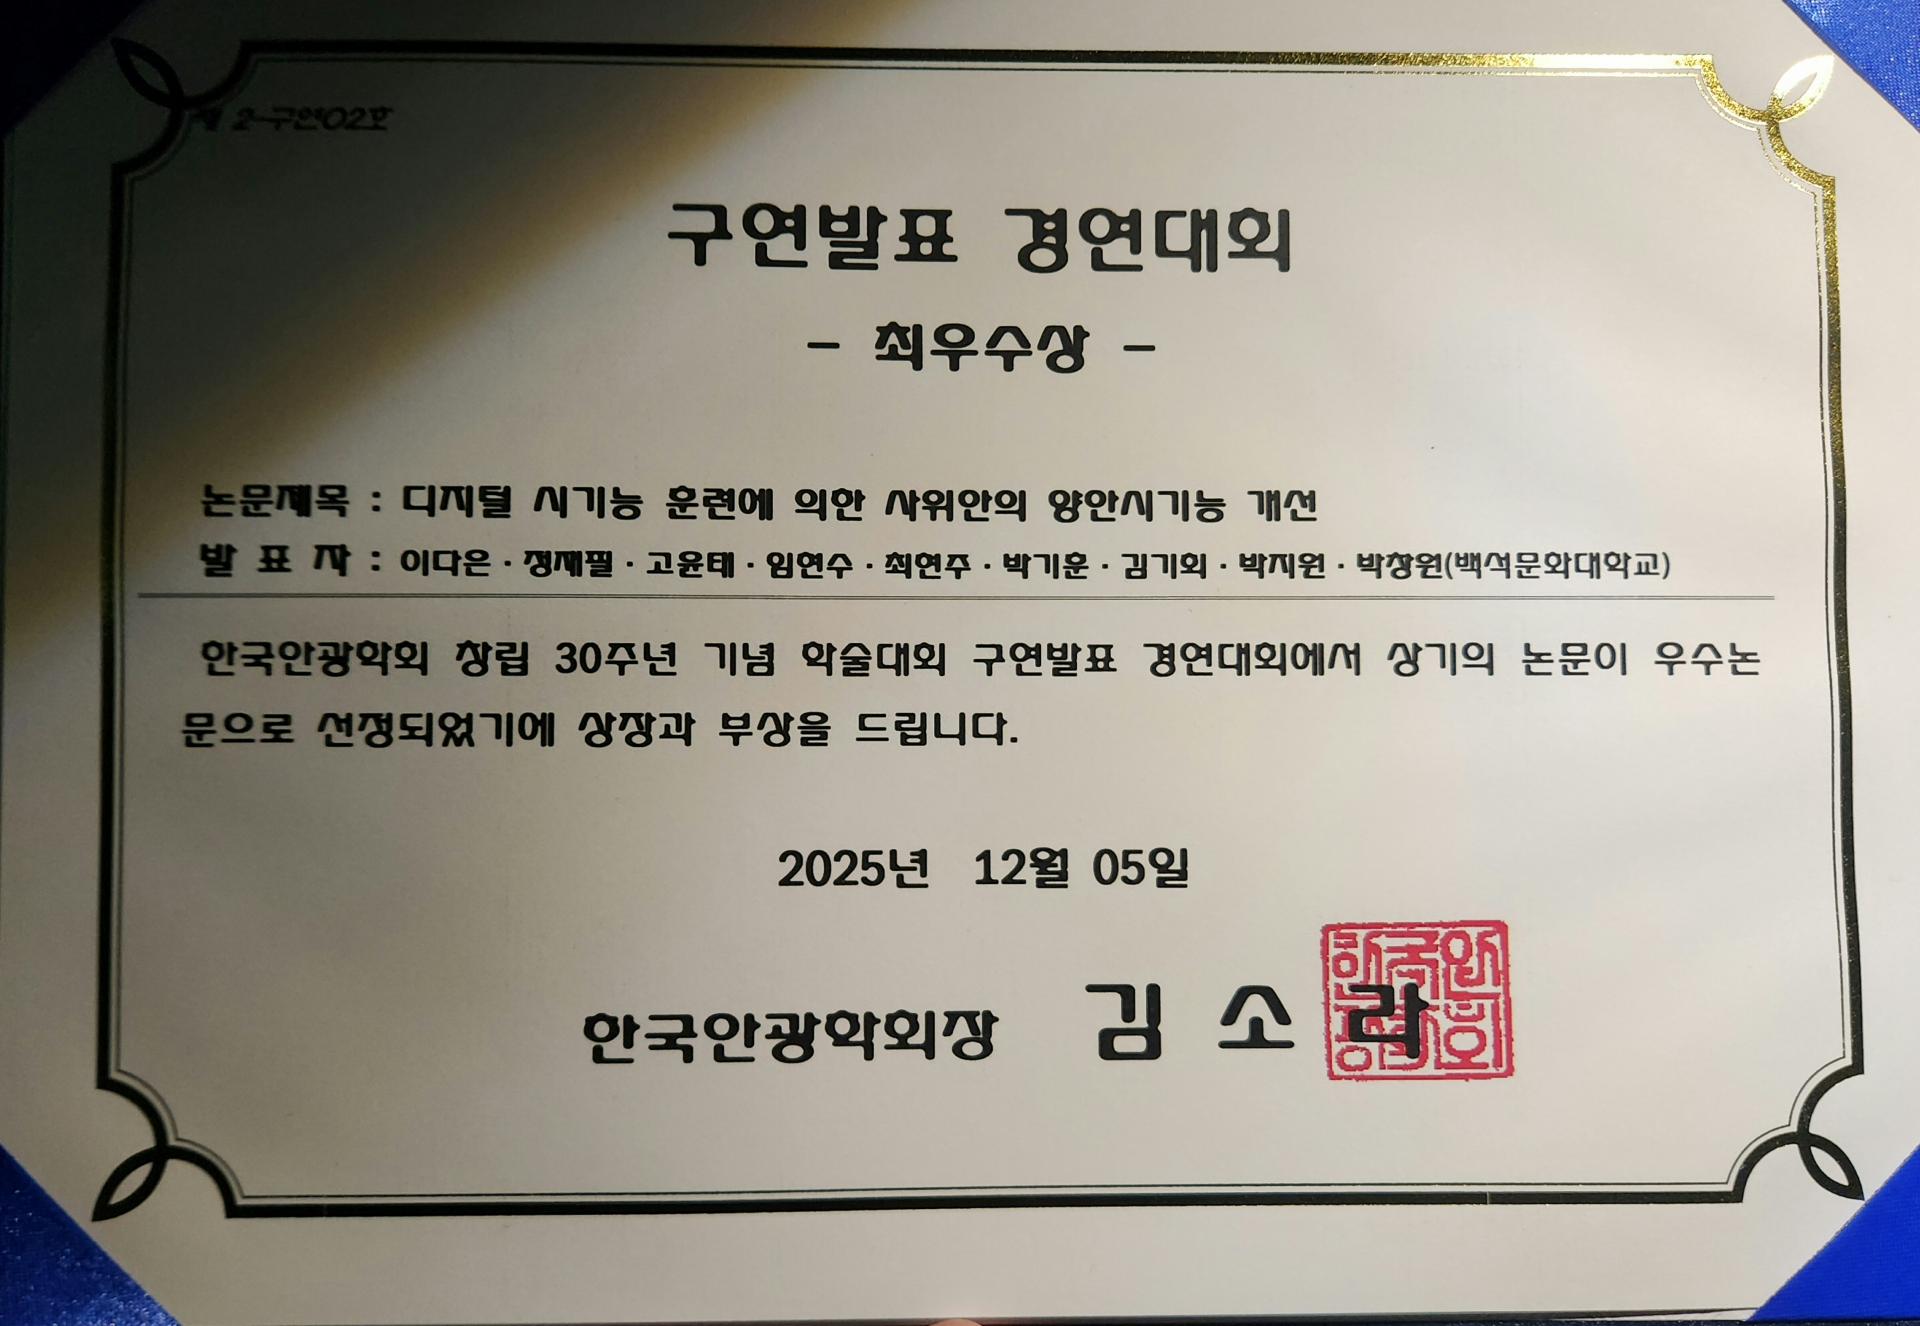 제 2-구연02호
구연발표 경연대회
- 최우수상 -
논문제목 : 디지털 시기능 훈련에 의한 사위안의 양안시기능 개선
발 표 자 : 이다은 · 정재필 · 고윤태 · 임현수 · 최현주 · 박기훈 · 김기회 · 박지원 · 박창원(백석문화대학교)
한국안광학회 창립 30주년 기념 학술대회 구연발표 경연대회에서 상기의 논문이 우수논
문으로 선정되었기에 상장과 부상을 드립니다.
2025년 12월 05일
한국안광학회장 김 소 라